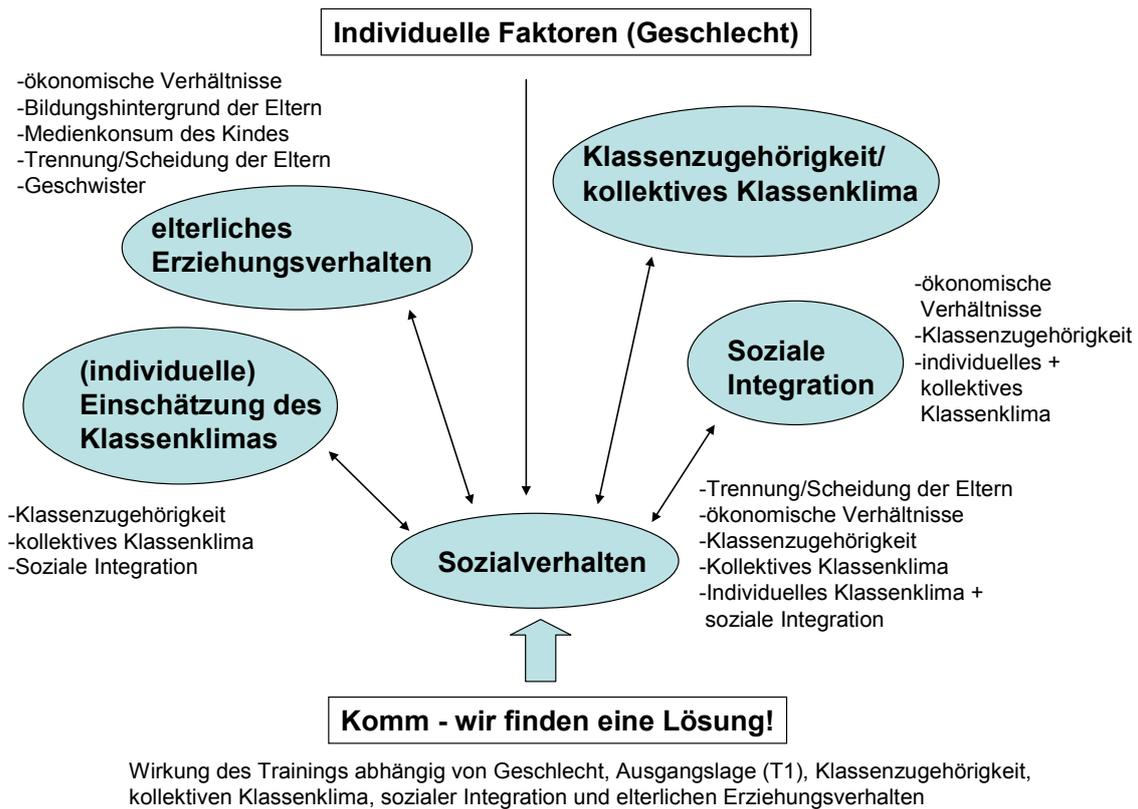 Individuelle Faktoren (Geschlecht)
-ökonomische Verhältnisse
-Bildungshintergrund der Eltern
-Medienkonsum des Kindes
-Trennung/Scheidung der Eltern
-Geschwister
elterliches
Erziehungsverhalten
Klassenzugehörigkeit/
kollektives Klassenklima
(individuelle)
Einschätzung des
Klassenklimas
Soziale
Integration
-ökonomische
Verhältnisse
-Klassenzugehörigkeit
-individuelles +
kollektives
Klassenklima
-Klassenzugehörigkeit
-kollektives Klassenklima
-Soziale Integration
Sozialverhalten
-Trennung/Scheidung der Eltern
-ökonomische Verhältnisse
-Klassenzugehörigkeit
-Kollektives Klassenklima
-Individuelles Klassenklima +
soziale Integration
Komm - wir finden eine Lösung!
Wirkung des Trainings abhängig von Geschlecht, Ausgangslage (T1), Klassenzugehörigkeit,
kollektiven Klassenklima, sozialer Integration und elterlichen Erziehungsverhalten